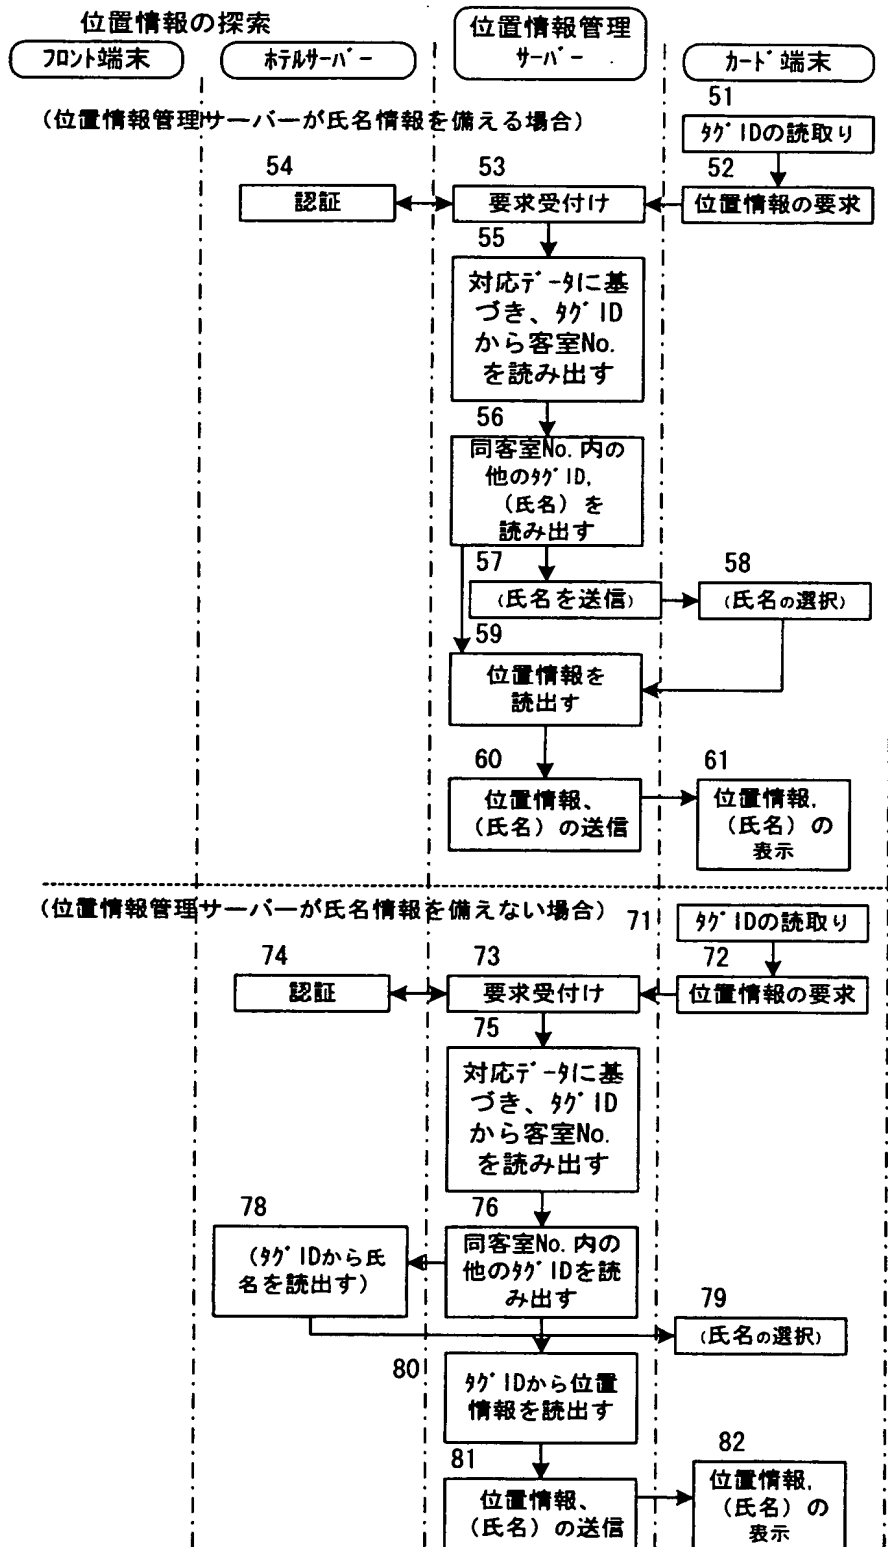 位置情報の探索
フロント端末
ホテルサーバー
位置情報管理
サーバー
カード端末
(位置情報管理サーバーが氏名情報を備える場合)
51
タグIDの読取り
54
53
52
認証
要求受付け
位置情報の要求
55
対応データに基
づき、タグID
から客室No.
を読み出す
56
同客室No.内の
他のタグID,
(氏名)を
読み出す
57
58
(氏名を送信)
(氏名の選択)
59
位置情報を
読出す
60
61
位置情報、
(氏名)の送信
位置情報,
(氏名)の
表示
(位置情報管理サーバーが氏名情報を備えない場合)
71
タグIDの読取り
74
73
72
認証
要求受付け
位置情報の要求
75
対応データに基
づき、タグID
から客室No.
を読み出す
78
76
(タグIDから氏
名を読出す)
同客室No.内の
他のタグIDを読
み出す
79
(氏名の選択)
80
タグIDから位置
情報を読出す
81
82
位置情報、
(氏名)の送信
位置情報,
(氏名)の
表示